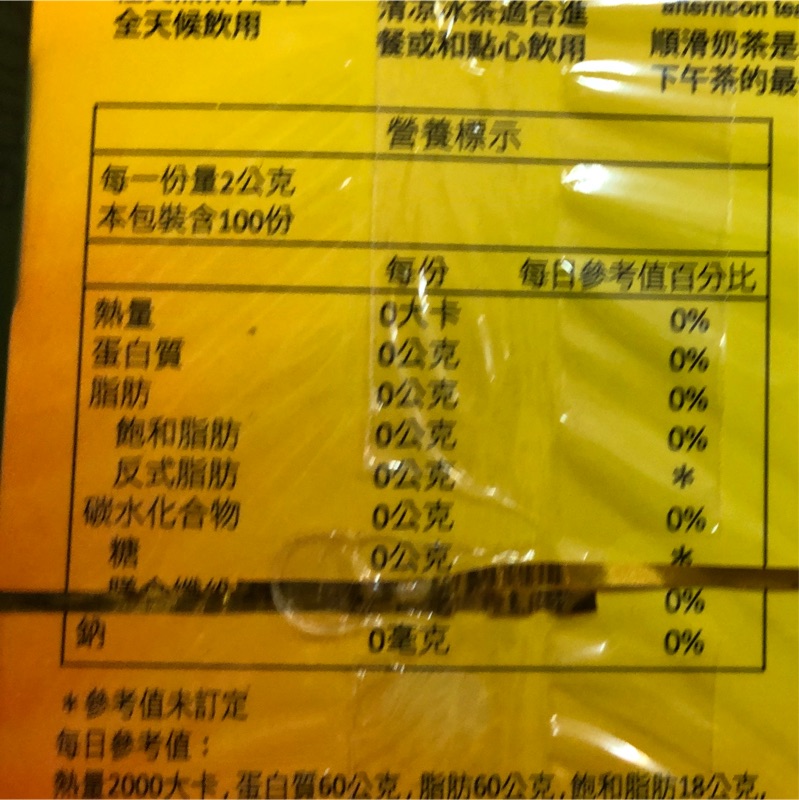 全天候飲用
清凉冰茶適合進
餐或和點心飲用
afternoon tea
順滑奶茶是
下午茶的最
營養標示
每一份量2公克
本包裝含100份
每份 每日參考值百分比
熱量 0大卡 0%
蛋白質 0公克 0%
脂肪 0公克 0%
飽和脂肪 0公克 0%
反式脂肪 0公克 *
碳水化合物 0公克 0%
糖 0公克 *
0%
鈉 0毫克 0%
*參考值未訂定
每日參考值：
熱量2000大卡,蛋白質60公克,脂肪60公克,飽和脂肪18公克,